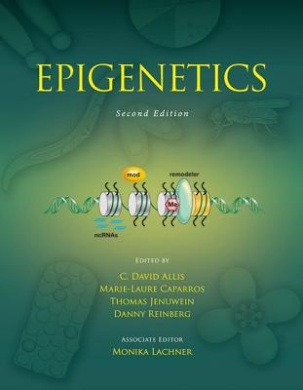 EPIGENETICS
Second Edition
mod
remodeler
Me
ncRNAs
EDITED BY
C. DAVID ALLIS
MARIE-LAURE CAPARROS
THOMAS JENUWEIN
DANNY REINBERG
ASSOCIATE EDITOR
MONIKA LACHNER